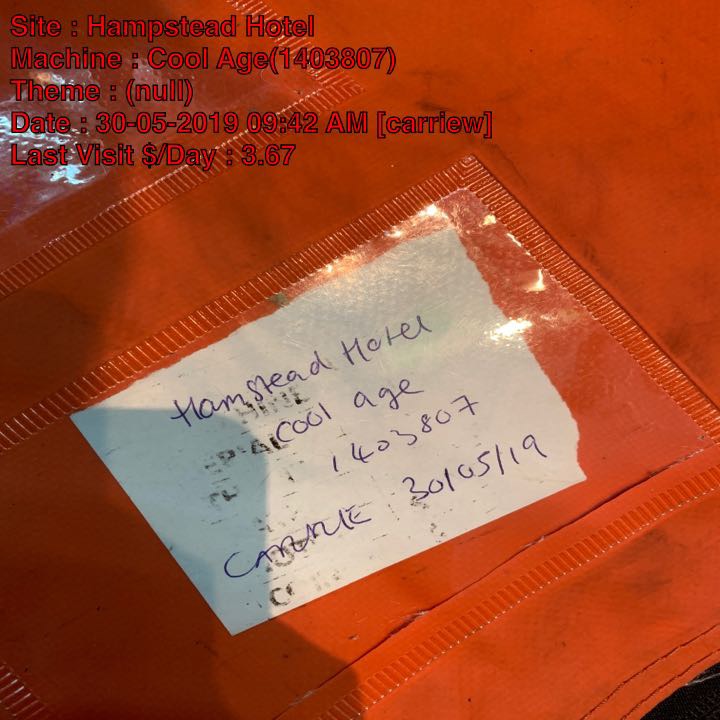 Site : Hampstead Hotel
Machine : Cool Age(1403807)
Theme : (null)
Date : 30-05-2019 09:42 AM [carriew]
Last Visit $/Day : 3.67
Hampstead Hotel
Cool age
1403807
CARRIE 30/05/19